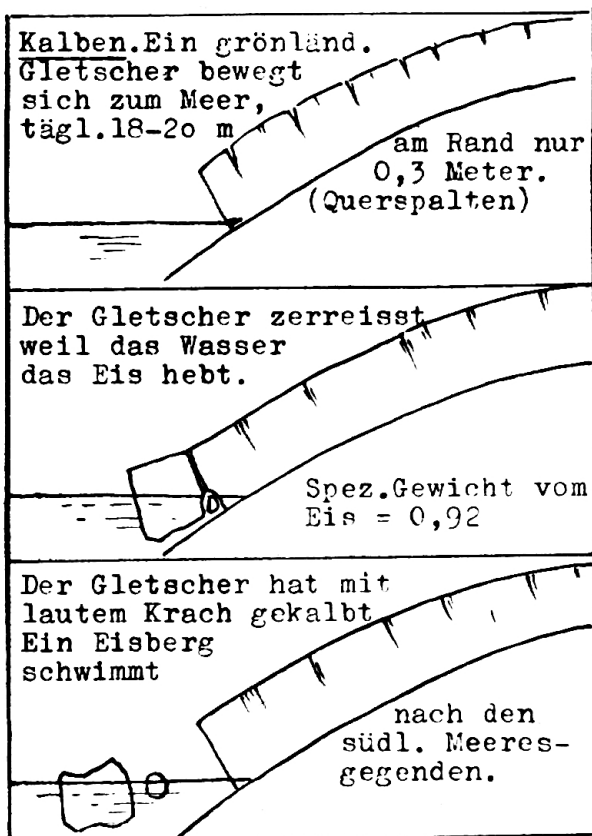 Kalben.Ein grönländ.
Gletscher bewegt
sich zum Meer,
tägl.18-2o m
am Rand nur
0,3 Meter.
(Querspalten)
Der Gletscher zerreisst
weil das Wasser
das Eis hebt.
Spez.Gewicht vom
Eis = 0,92
Der Gletscher hat mit
lautem Krach gekalbt
Ein Eisberg
schwimmt
nach den
südl. Meeres-
gegenden.